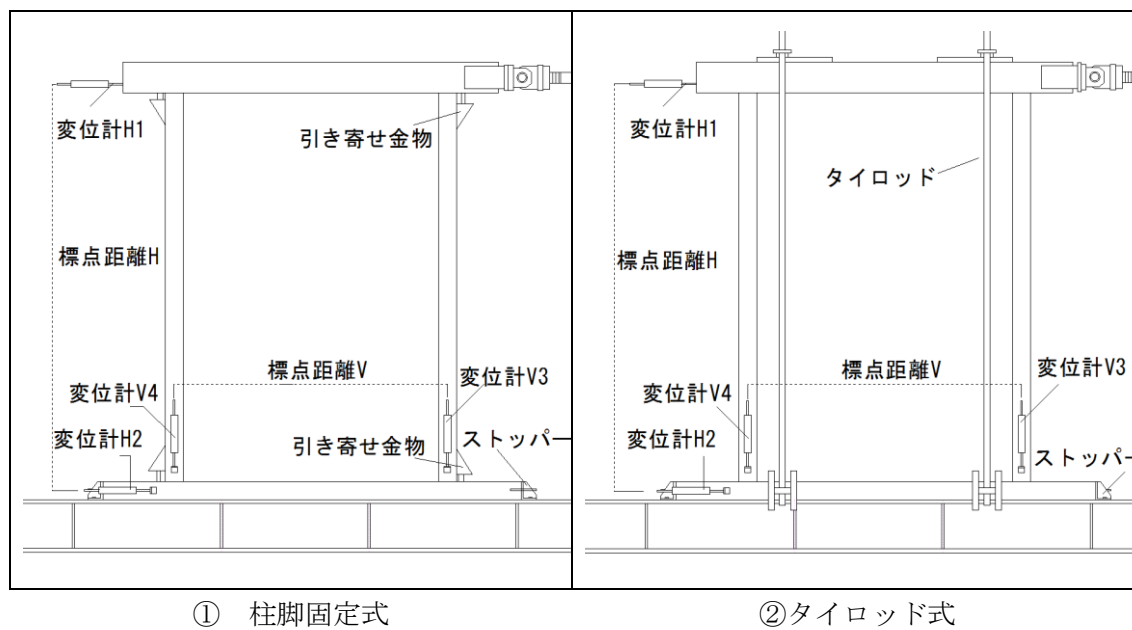 変位計H1
引き寄せ金物
標点距離H
標点距離V
変位計V3
変位計V4
変位計H2
引き寄せ金物
ストッパー
① 柱脚固定式
変位計H1
タイロッド
標点距離H
標点距離V
変位計V3
変位計V4
変位計H2
ストッパー
②タイロッド式